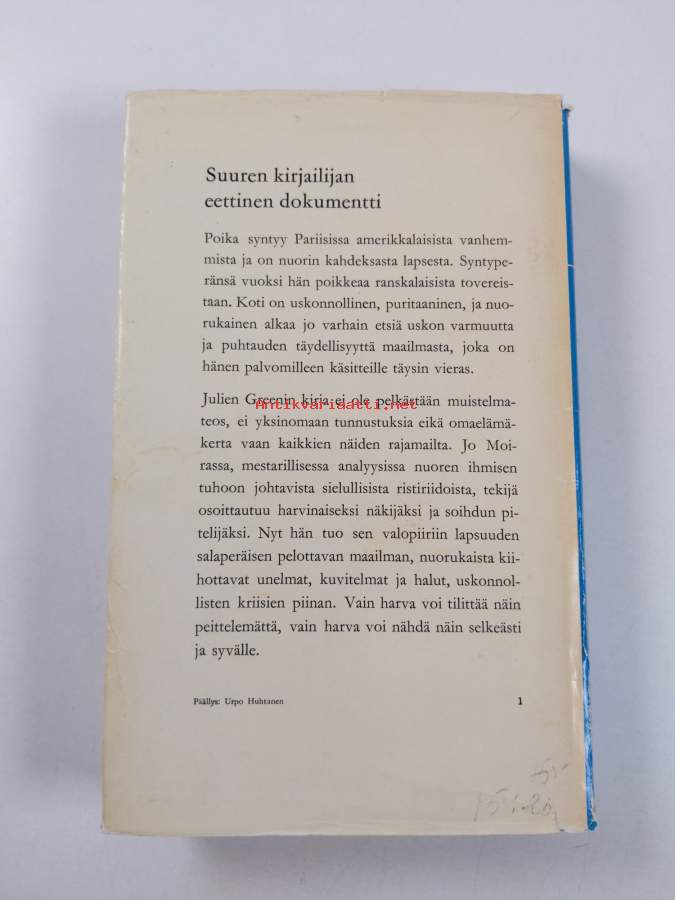 Suuren kirjailijan
eettinen dokumentti
Poika syntyy Pariisissa amerikkalaisista vanhem-
mista ja on nuorin kahdeksasta lapsesta. Syntype-
ränsä vuoksi hän poikkeaa ranskalaisista tovereis-
taan. Koti on uskonnollinen, puritaaninen, ja nuo-
rukainen alkaa jo varhain etsiä uskon varmuutta
ja puhtauden täydellisyyttä maailmasta, joka on
hänen palvomilleen käsitteille täysin vieras.
Julien Greenin kirja ei ole pelkästään muistelma-
Antikvariaatti.net
teos, ei yksinomaan tunnustuksia eikä omaelämä-
kerta vaan kaikkien näiden rajamailta. Jo Moi-
rassa, mestarillisessa analyysissa nuoren ihmisen
tuhoon johtavista sielullisista ristiriidoista, tekijä
osoittautuu harvinaiseksi näkijäksi ja soihdun pi-
telijäksi. Nyt hän tuo sen valopiiriin lapsuuden
salaperäisen pelottavan maailman, nuorukaista kii-
hottavat unelmat, kuvitelmat ja halut, uskonnol-
listen kriisien piinan. Vain harva voi tilittää näin
peittelemättä, vain harva voi nähdä näin selkeästi
ja syvälle.
Päällys: Urpo Huhtanen 1